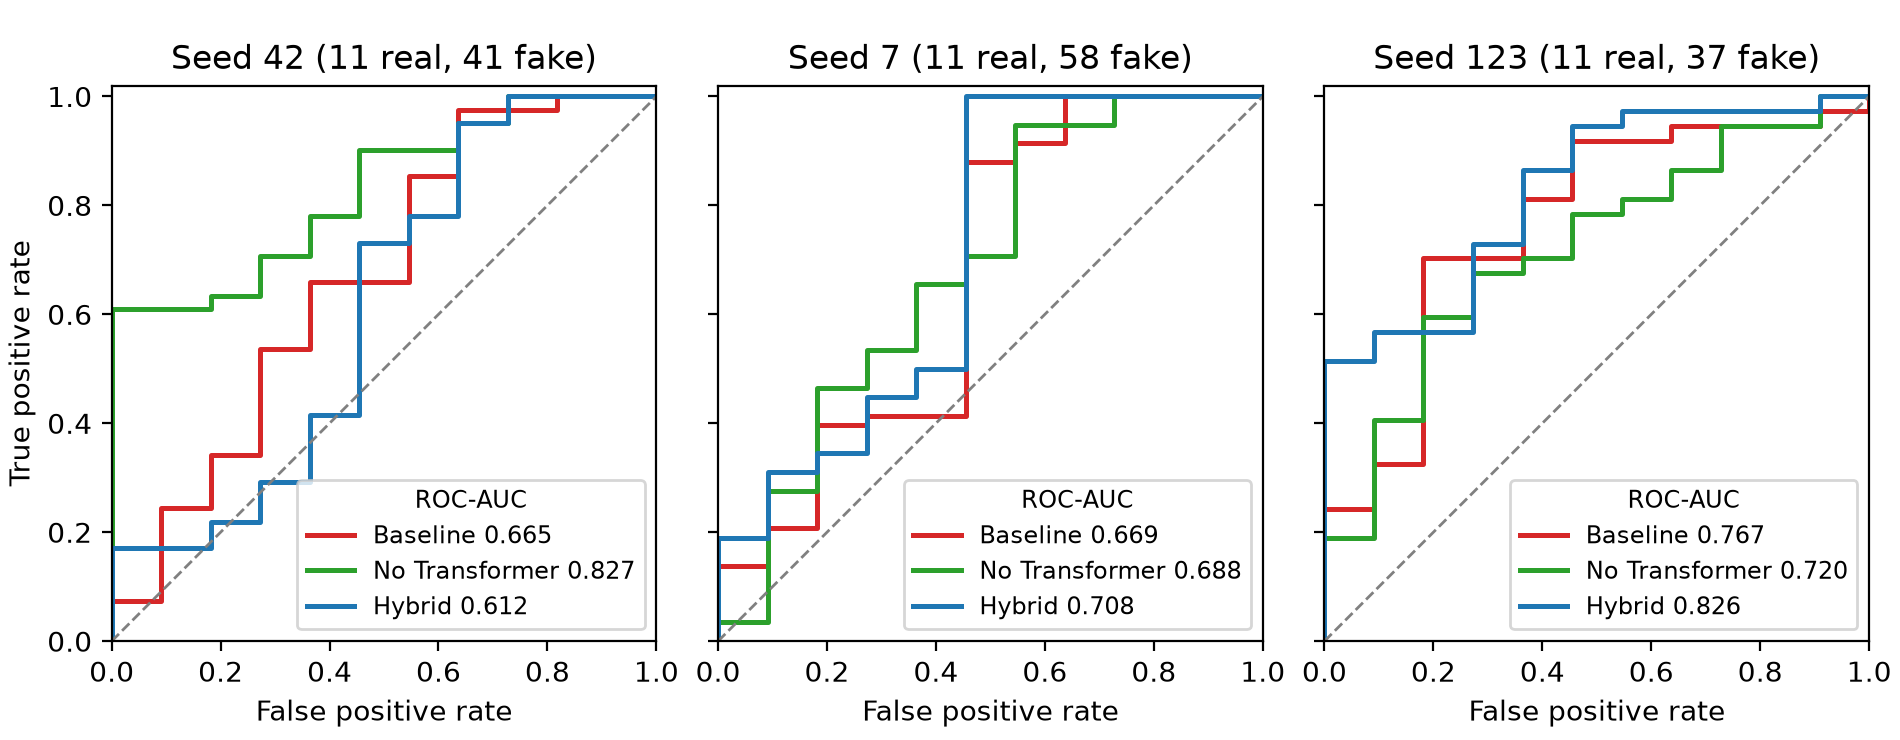 Seed 42 (11 real, 41 fake)
1.0
0.8
0.6
0.4
0.2
0.0
True positive rate
ROC-AUC
Baseline 0.665
No Transformer 0.827
Hybrid 0.612
0.0 0.2 0.4 0.6 0.8 1.0
False positive rate
Seed 7 (11 real, 58 fake)
ROC-AUC
Baseline 0.669
No Transformer 0.688
Hybrid 0.708
0.0 0.2 0.4 0.6 0.8 1.0
False positive rate
Seed 123 (11 real, 37 fake)
ROC-AUC
Baseline 0.767
No Transformer 0.720
Hybrid 0.826
0.0 0.2 0.4 0.6 0.8 1.0
False positive rate